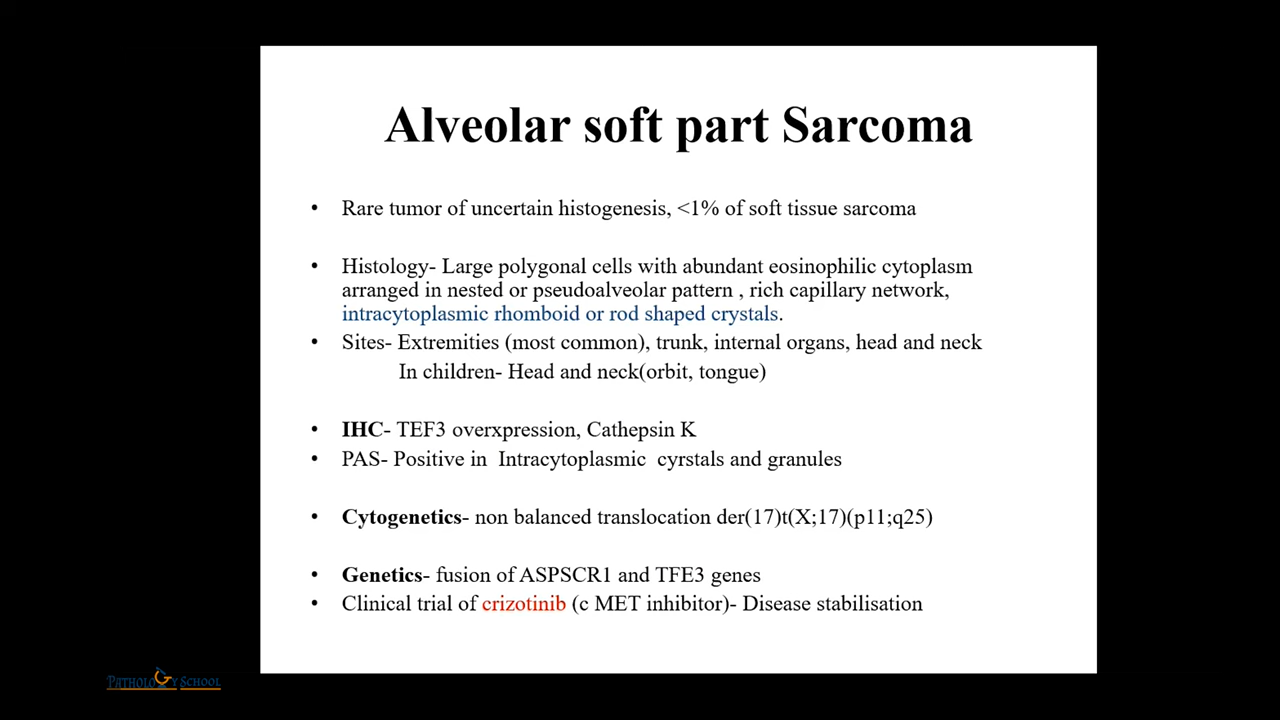 Alveolar soft part Sarcoma
• Rare tumor of uncertain histogenesis, <1% of soft tissue sarcoma
• Histology- Large polygonal cells with abundant eosinophilic cytoplasm
arranged in nested or pseudoalveolar pattern , rich capillary network,
intracytoplasmic rhomboid or rod shaped crystals.
• Sites- Extremities (most common), trunk, internal organs, head and neck
In children- Head and neck(orbit, tongue)
• IHC- TEF3 overxpression, Cathepsin K
• PAS- Positive in Intracytoplasmic cyrstals and granules
• Cytogenetics- non balanced translocation der(17)t(X;17)(p11;q25)
• Genetics- fusion of ASPSCR1 and TFE3 genes
• Clinical trial of crizotinib (c MET inhibitor)- Disease stabilisation
PATHOLOGY SCHOOL